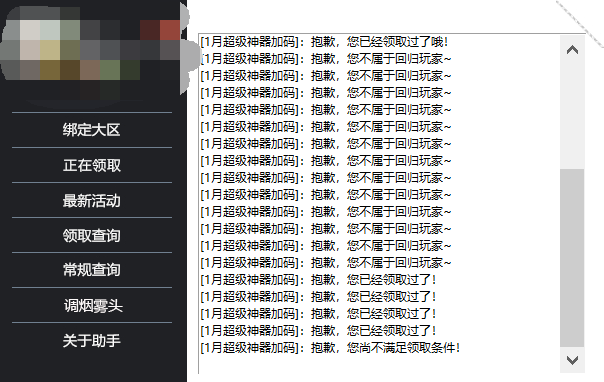 绑定大区
正在领取
最新活动
领取查询
常规查询
调烟雾头
关于助手
[1月超级神器加码]：抱歉，您已经领取过了哦！
[1月超级神器加码]：抱歉，您不属于回归玩家~
[1月超级神器加码]：抱歉，您不属于回归玩家~
[1月超级神器加码]：抱歉，您不属于回归玩家~
[1月超级神器加码]：抱歉，您不属于回归玩家~
[1月超级神器加码]：抱歉，您不属于回归玩家~
[1月超级神器加码]：抱歉，您不属于回归玩家~
[1月超级神器加码]：抱歉，您不属于回归玩家~
[1月超级神器加码]：抱歉，您不属于回归玩家~
[1月超级神器加码]：抱歉，您不属于回归玩家~
[1月超级神器加码]：抱歉，您不属于回归玩家~
[1月超级神器加码]：抱歉，您不属于回归玩家~
[1月超级神器加码]：抱歉，您不属于回归玩家~
[1月超级神器加码]：抱歉，您不属于回归玩家~
[1月超级神器加码]：抱歉，您已经领取过了！
[1月超级神器加码]：抱歉，您已经领取过了！
[1月超级神器加码]：抱歉，您已经领取过了！
[1月超级神器加码]：抱歉，您已经领取过了！
[1月超级神器加码]：抱歉，您尚不满足领取条件！